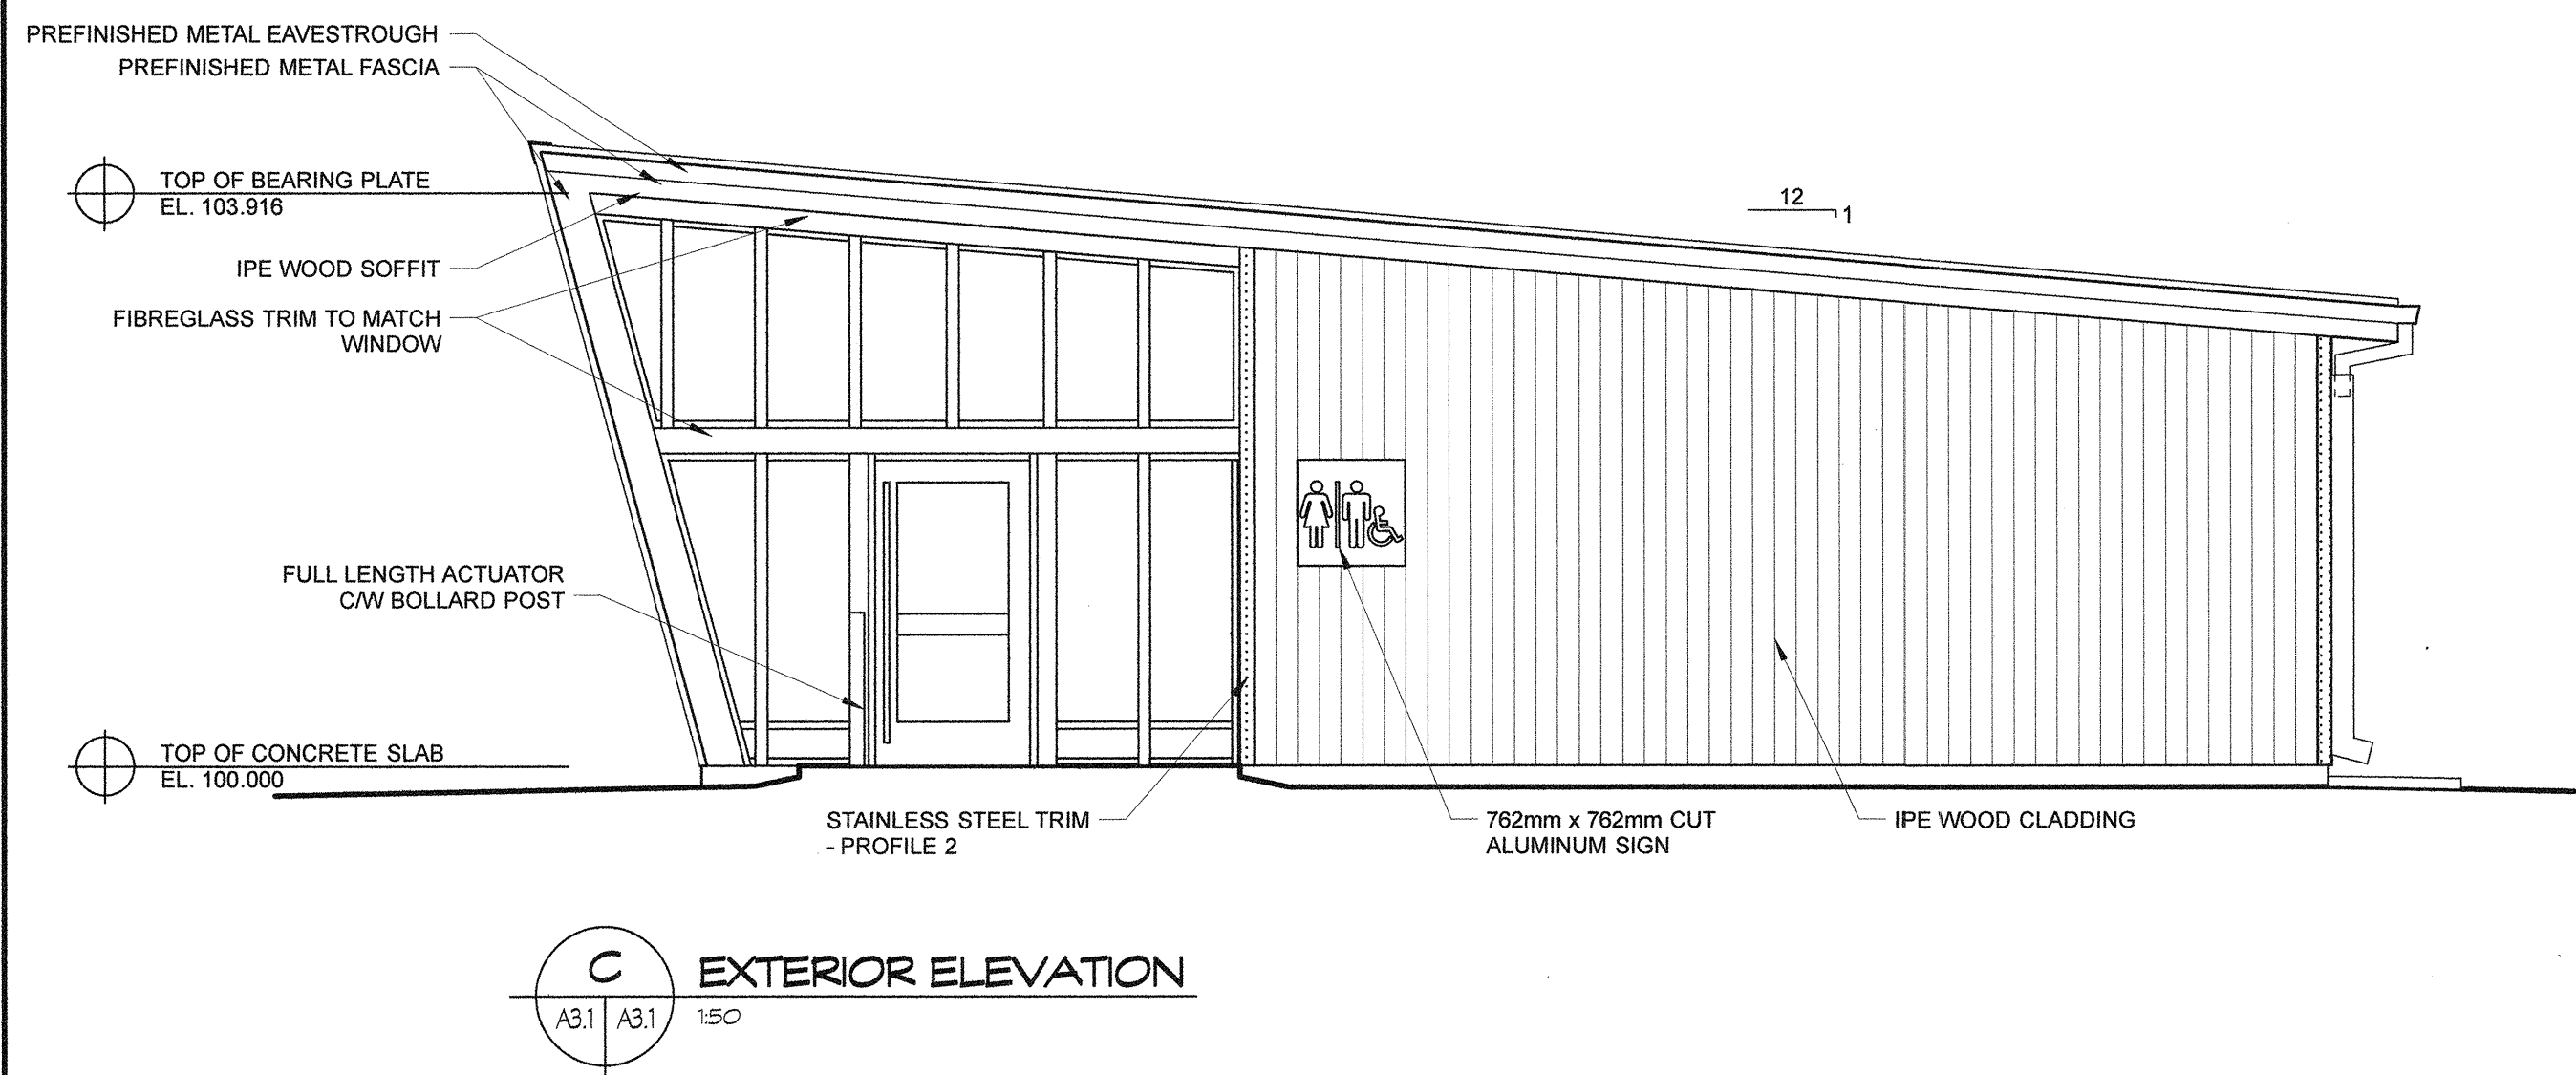 PREFINISHED METAL EAVESTROUGH
PREFINISHED METAL FASCIA
TOP OF BEARING PLATE
EL. 103.916
12
1
IPE WOOD SOFFIT
FIBREGLASS TRIM TO MATCH
WINDOW
FULL LENGTH ACTUATOR
C/W BOLLARD POST
TOP OF CONCRETE SLAB
EL. 100.000
STAINLESS STEEL TRIM
- PROFILE 2
762mm x 762mm CUT
ALUMINUM SIGN
IPE WOOD CLADDING
C
EXTERIOR ELEVATION
A3.1
A3.1
1:50